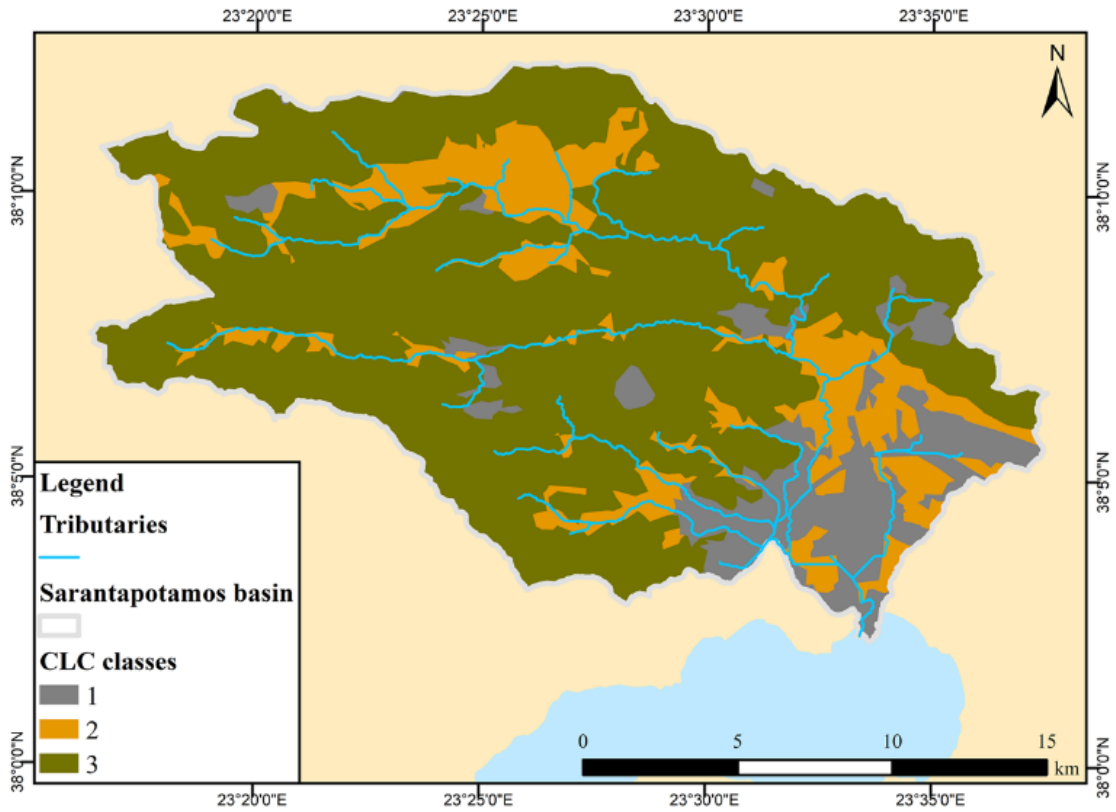 23°20'0"E 23°25'0"E 23°30'0"E 23°35'0"E
N
38°10'0"N 38°10'0"N
38°5'0"N 38°5'0"N
Legend
Tributaries
Sarantapotamos basin
CLC classes
1
2
3
0 5 10 15
km
38°0'0"N 38°0'0"N
23°20'0"E 23°25'0"E 23°30'0"E 23°35'0"E